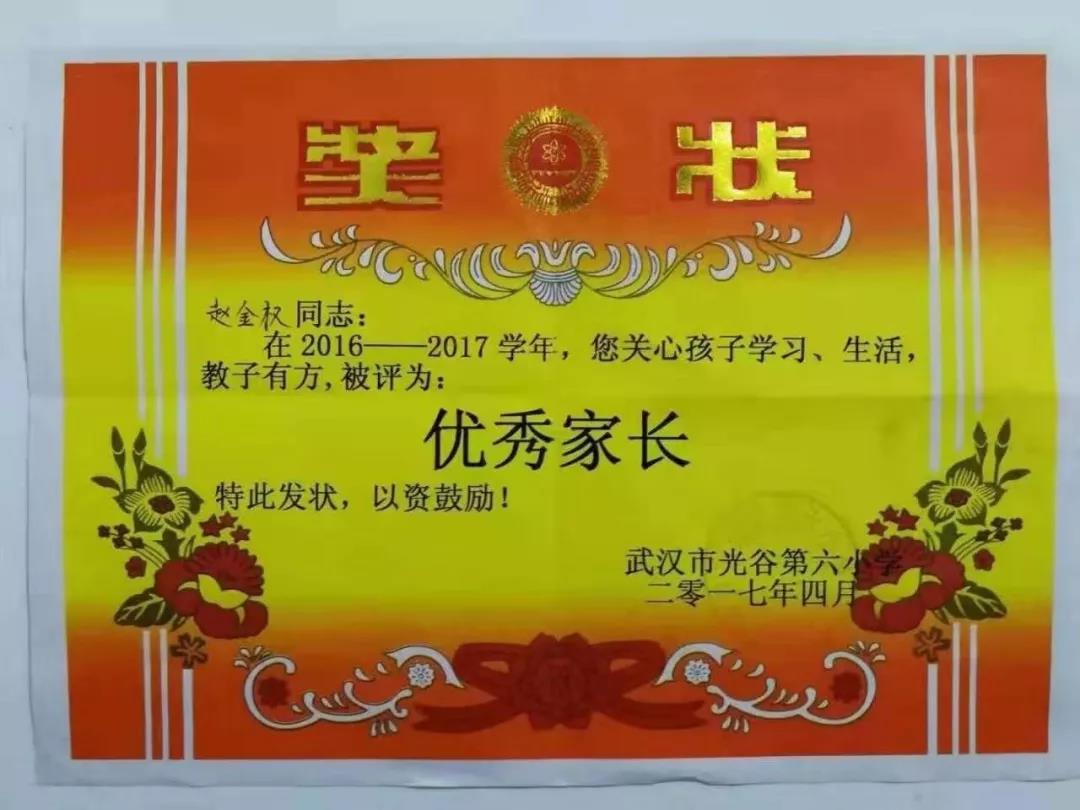 奖状
赵金权同志：
在2016——2017学年，您关心孩子学习、生活，
教子有方，被评为：
优秀家长
特此发状，以资鼓励！
武汉市光谷第六小学
二零一七年四月